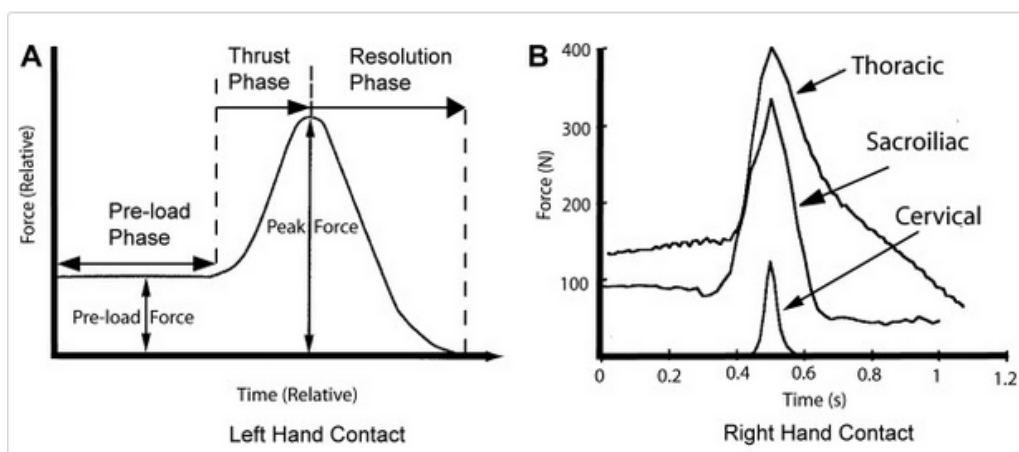 A
Thrust
Phase
Resolution
Phase
Force (Relative)
Pre-load
Phase
Peak Force
Pre-load Force
Time (Relative)
Left Hand Contact
B
400
300
200
100
Force (N)
Thoracic
Sacroiliac
Cervical
0 0.2 0.4 0.6 0.8 1 1.2
Time (s)
Right Hand Contact